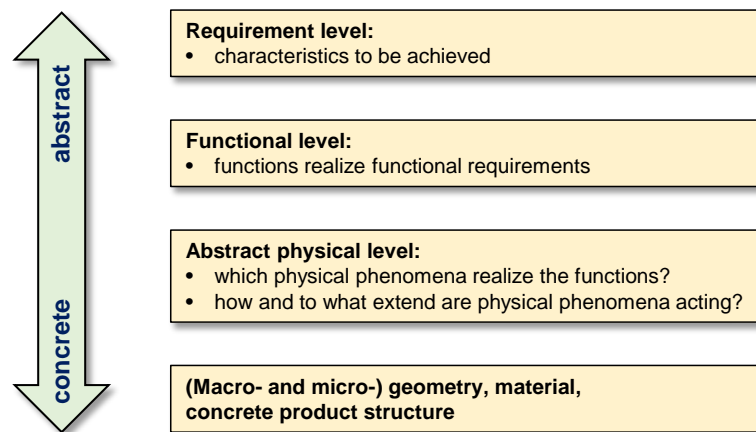 abstract
concrete
Requirement level:
• characteristics to be achieved
Functional level:
• functions realize functional requirements
Abstract physical level:
• which physical phenomena realize the functions?
• how and to what extend are physical phenomena acting?
(Macro- and micro-) geometry, material,
concrete product structure